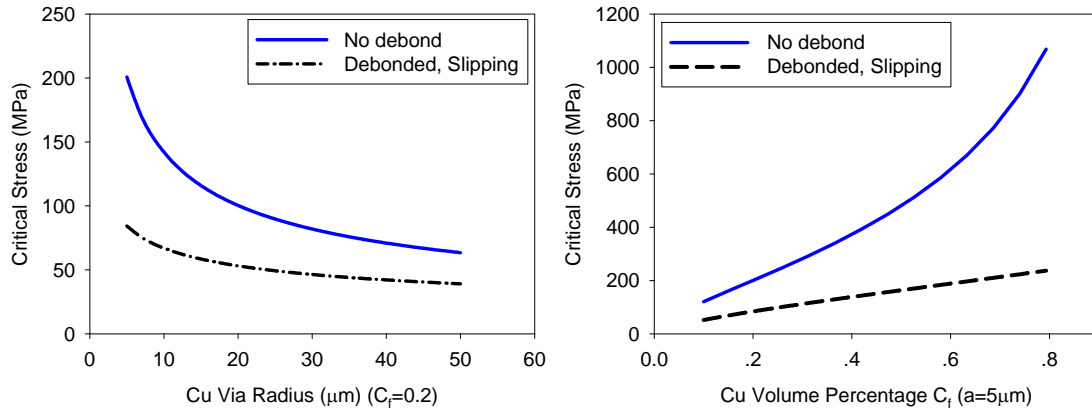 250
200
150
100
50
0
Critical Stress (MPa)
No debond
Debonded, Slipping
0 10 20 30 40 50 60
Cu Via Radius (μm) (Cf=0.2)
1200
1000
800
600
400
200
0
Critical Stress (MPa)
No debond
Debonded, Slipping
0.0 .2 .4 .6 .8
Cu Volume Percentage Cf (a=5μm)